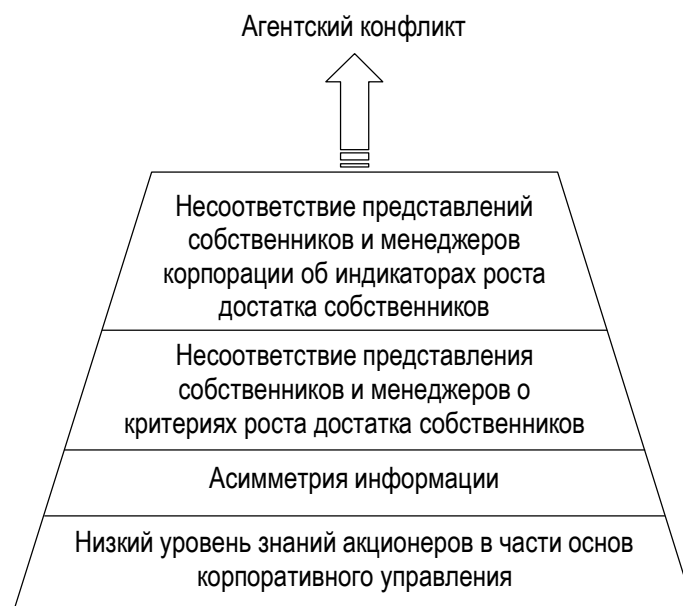 Агентский конфликт
Несоответствие представлений
собственников и менеджеров
корпорации об индикаторах роста
достатка собственников
Несоответствие представления
собственников и менеджеров о
критериях роста достатка собственников
Асимметрия информации
Низкий уровень знаний акционеров в части основ
корпоративного управления